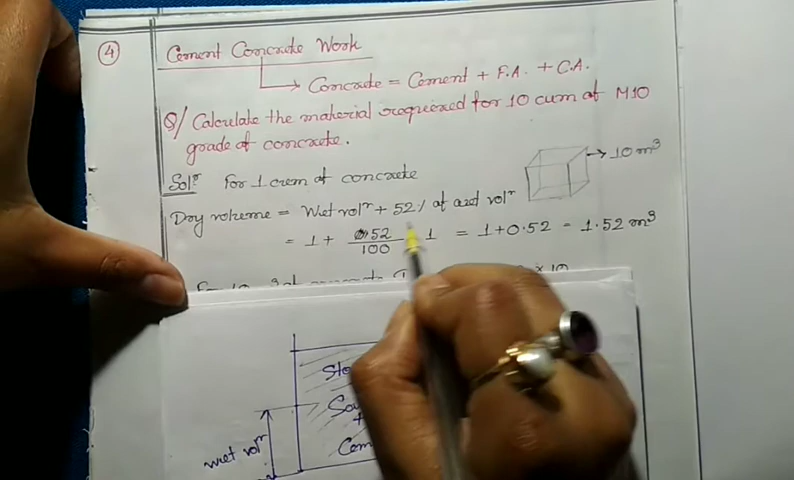 4
Cement Concrete Work
Concrete = Cement + F.A. + C.A.
Q/ Calculate the material required for 10 cum of M10
grade of concrete.
Solⁿ For 1 cum of concrete
→ 10 m³
Dry volume = Wet volⁿ + 52% of wet volⁿ
= 1 + 52/100 1 = 1 + 0.52 = 1.52 m³
× 10
Wet volⁿ